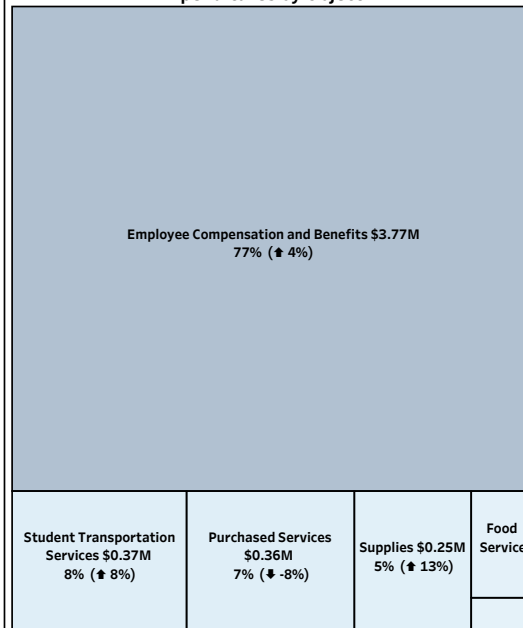 Employee Compensation and Benefits $3.77M
77% (⬆ 4%)
Student Transportation
Services $0.37M
8% (⬆ 8%)
Purchased Services
$0.36M
7% (⬇ -8%)
Supplies $0.25M
5% (⬆ 13%)
Food
Service